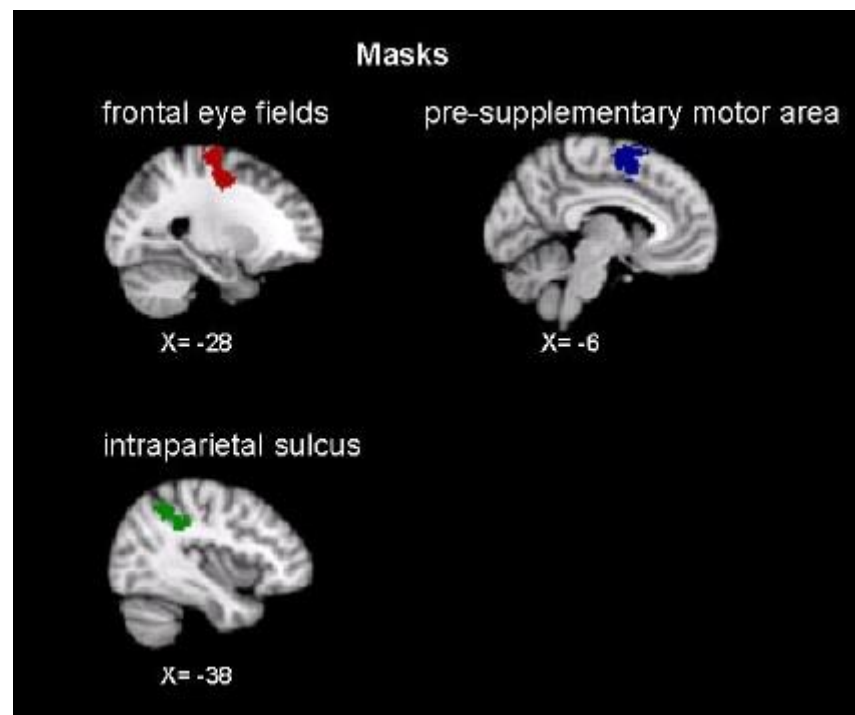 Masks
frontal eye fields
pre-supplementary motor area
X= -28
X= -6
intraparietal sulcus
X= -38